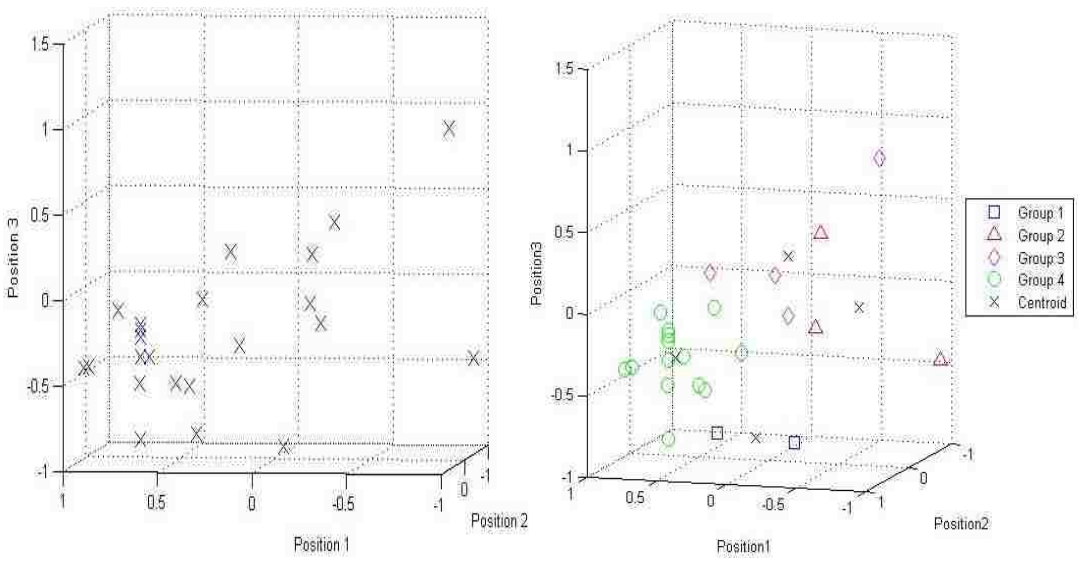 1.5
1
0.5
0
-0.5
-1
Position 3
1
0.5
0
-0.5
-1
Position 1
1
0
-1
Position 2
1.5
1
0.5
0
-0.5
-1
Position3
1
0.5
0
-0.5
-1
Position1
1
0
-1
Position2
Group 1
Group 2
Group 3
Group 4
Centroid